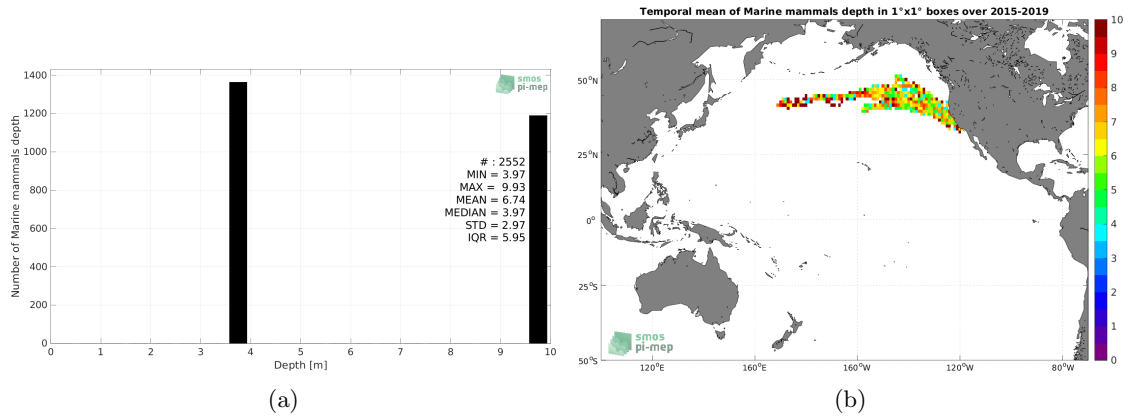 1400
1200
1000
800
600
400
200
0
Number of Marine mammals depth
0 1 2 3 4 5 6 7 8 9 10
Depth [m]
smos
pi-mep
# : 2552
MIN = 3.97
MAX = 9.93
MEAN = 6.74
MEDIAN = 3.97
STD = 2.97
IQR = 5.95
(a)
Temporal mean of Marine mammals depth in 1°x1° boxes over 2015-2019
50°N
25°N
0°
25°S
50°S
120°E 160°E 160°W 120°W 80°W
smos
pi-mep
10
9
8
7
6
5
4
3
2
1
0
(b)